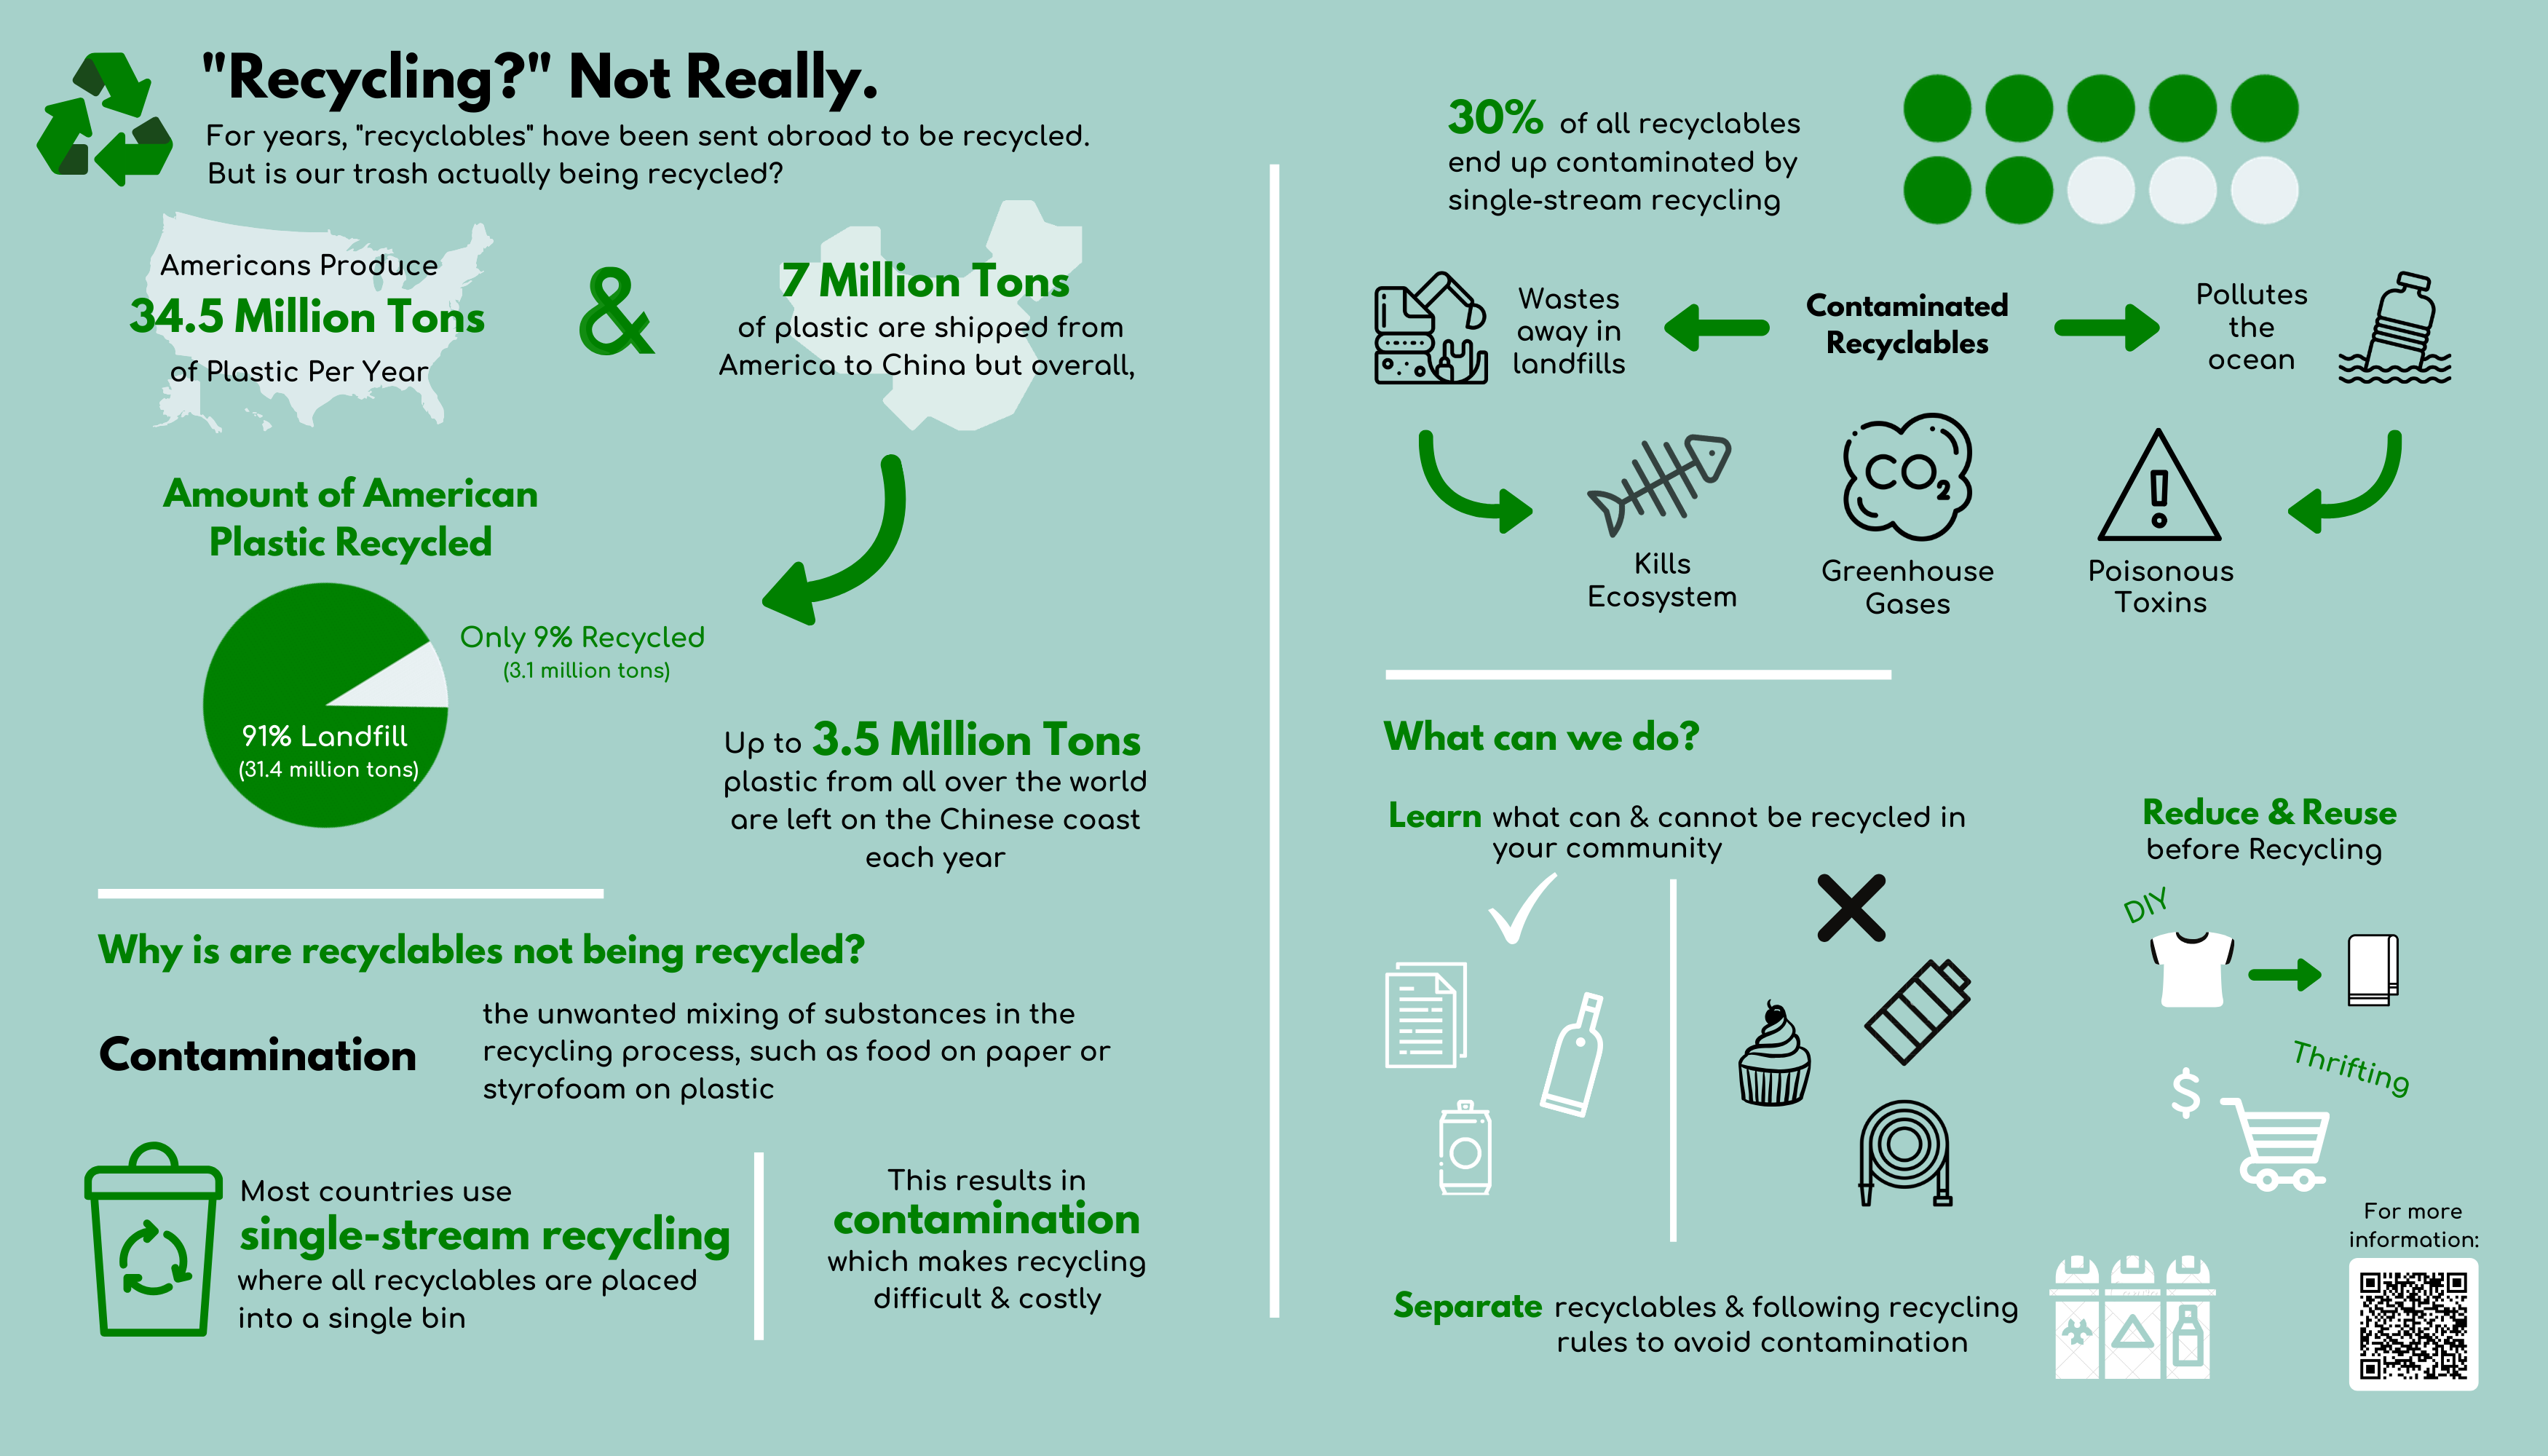 "Recycling?" Not Really.
For years, "recyclables" have been sent abroad to be recycled.
But is our trash actually being recycled?
Americans Produce
34.5 Million Tons
of Plastic Per Year
&
7 Million Tons
of plastic are shipped from
America to China but overall,
Amount of American
Plastic Recycled
Only 9% Recycled
(3.1 million tons)
91% Landfill
(31.4 million tons)
Up to 3.5 Million Tons
plastic from all over the world
are left on the Chinese coast
each year
Why is are recyclables not being recycled?
Contamination
the unwanted mixing of substances in the
recycling process, such as food on paper or
styrofoam on plastic
Most countries use
single-stream recycling
where all recyclables are placed
into a single bin
This results in
contamination
which makes recycling
difficult & costly
30% of all recyclables
end up contaminated by
single-stream recycling
Wastes
away in
landfills
Contaminated
Recyclables
Pollutes
the
ocean
Kills
Ecosystem
CO2
Greenhouse
Gases
!
Poisonous
Toxins
What can we do?
Learn what can & cannot be recycled in
your community
Reduce & Reuse
before Recycling
DIY
Thrifting
$
Separate recyclables & following recycling
rules to avoid contamination
For more
information: